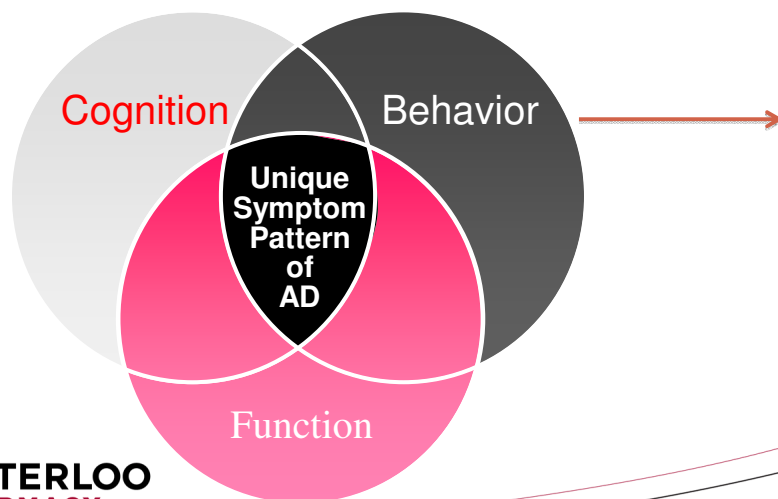 Cognition
Behavior
Unique
Symptom
Pattern
of
AD
Function
TERLOO